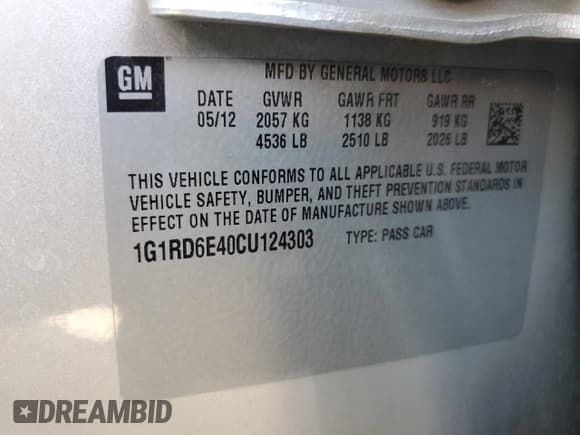 GM
MFD BY GENERAL MOTORS LLC
DATE GVWR GAWR FRT GAWR RR
05/12 2057 KG 1138 KG 919 KG
4536 LB 2510 LB 2026 LB
THIS VEHICLE CONFORMS TO ALL APPLICABLE U.S. FEDERAL MOTOR
VEHICLE SAFETY, BUMPER, AND THEFT PREVENTION STANDARDS IN
EFFECT ON THE DATE OF MANUFACTURE SHOWN ABOVE.
1G1RD6E40CU124303 TYPE: PASS CAR
DREAMBID